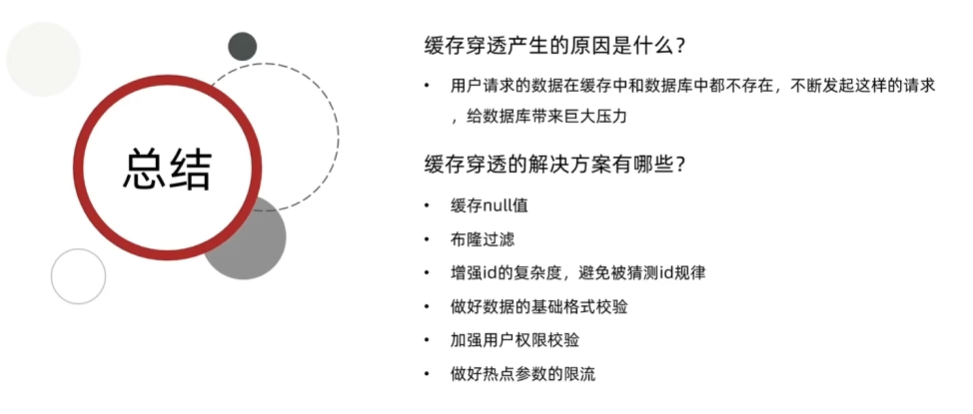 总结
缓存穿透产生的原因是什么？
• 用户请求的数据在缓存中和数据库中都不存在，不断发起这样的请求
，给数据库带来巨大压力
缓存穿透的解决方案有哪些？
• 缓存null值
• 布隆过滤
• 增强id的复杂度，避免被猜测id规律
• 做好数据的基础格式校验
• 加强用户权限校验
• 做好热点参数的限流